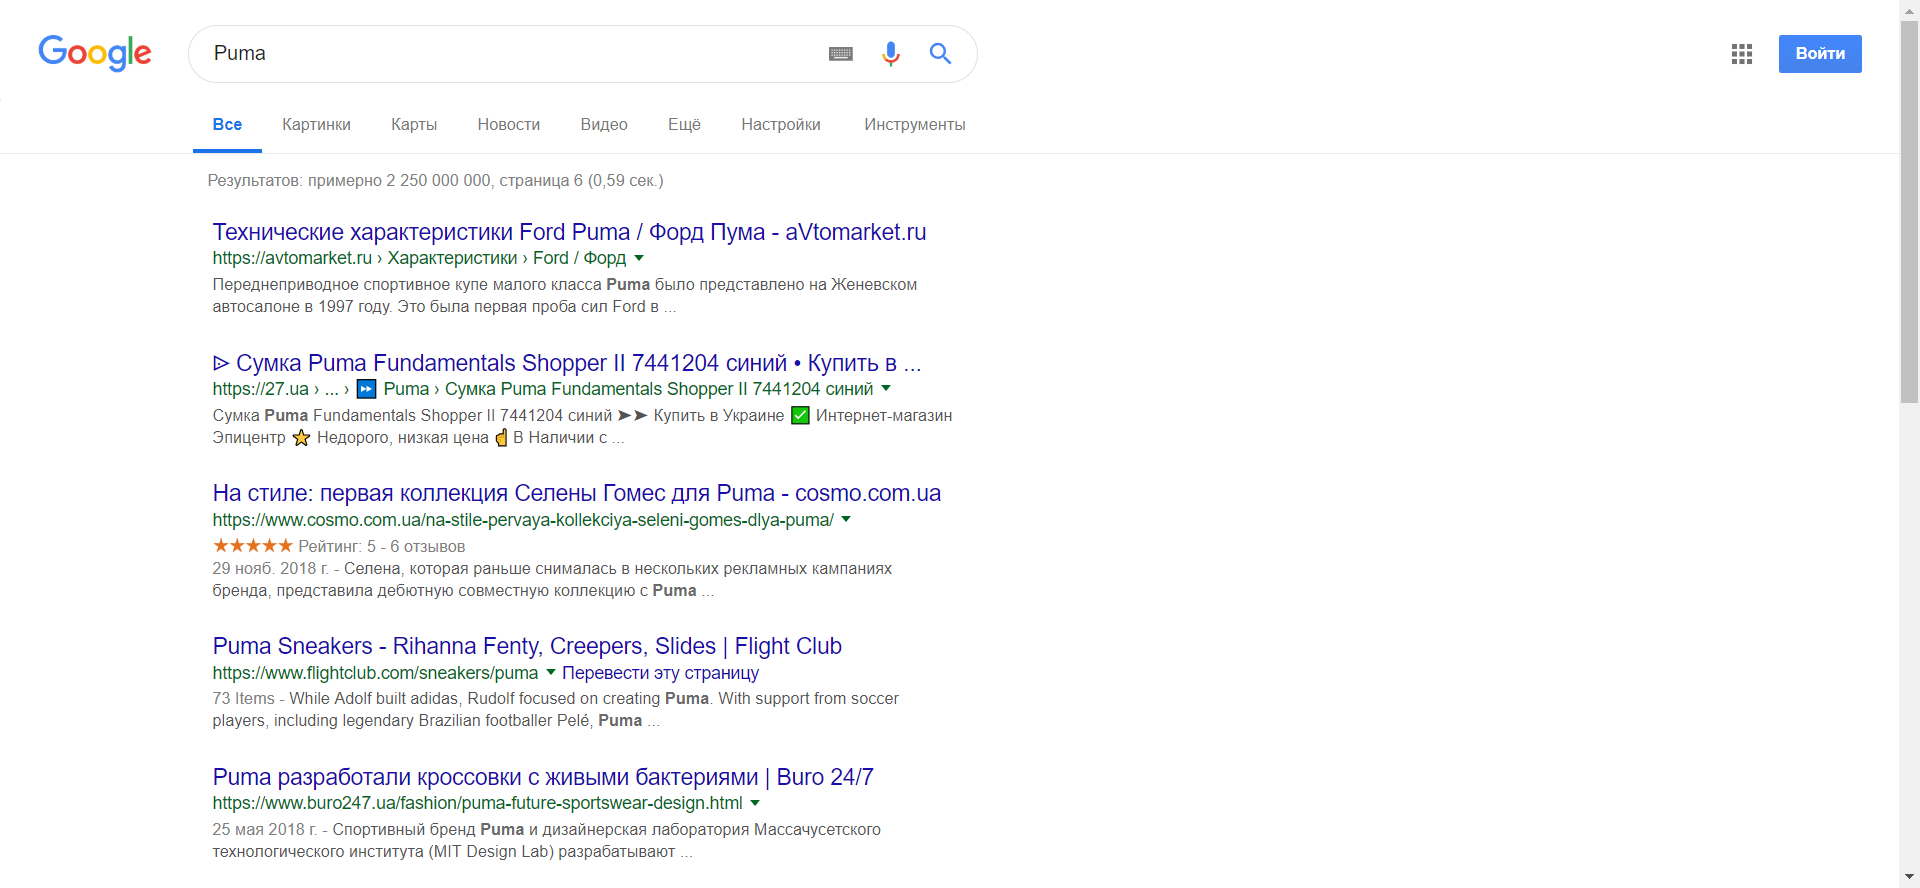 Google
Puma
Войти
Все Картинки Карты Новости Видео Ещё Настройки Инструменты
Результатов: примерно 2 250 000 000, страница 6 (0,59 сек.)
Технические характеристики Ford Puma / Форд Пума - aVtomarket.ru
https://avtomarket.ru › Характеристики › Ford / Форд
Переднеприводное спортивное купе малого класса Puma было представлено на Женевском
автосалоне в 1997 году. Это была первая проба сил Ford в ...
ᐉ Сумка Puma Fundamentals Shopper II 7441204 синий • Купить в ...
https://27.ua › ... › ⏩ Puma › Сумка Puma Fundamentals Shopper II 7441204 синий
Сумка Puma Fundamentals Shopper II 7441204 синий ➤➤ Купить в Украине ✅ Интернет-магазин
Эпицентр ⭐ Недорого, низкая цена ☝ В Наличии с ...
На стиле: первая коллекция Селены Гомес для Puma - cosmo.com.ua
https://www.cosmo.com.ua/na-stile-pervaya-kollekciya-seleni-gomes-dlya-puma/
★★★★★ Рейтинг: 5 - 6 отзывов
29 нояб. 2018 г. - Селена, которая раньше снималась в нескольких рекламных кампаниях
бренда, представила дебютную совместную коллекцию с Puma ...
Puma Sneakers - Rihanna Fenty, Creepers, Slides | Flight Club
https://www.flightclub.com/sneakers/puma Перевести эту страницу
73 Items - While Adolf built adidas, Rudolf focused on creating Puma. With support from soccer
players, including legendary Brazilian footballer Pelé, Puma ...
Puma разработали кроссовки с живыми бактериями | Buro 24/7
https://www.buro247.ua/fashion/puma-future-sportswear-design.html
25 мая 2018 г. - Спортивный бренд Puma и дизайнерская лаборатория Массачусетского
технологического института (MIT Design Lab) разрабатывают ...